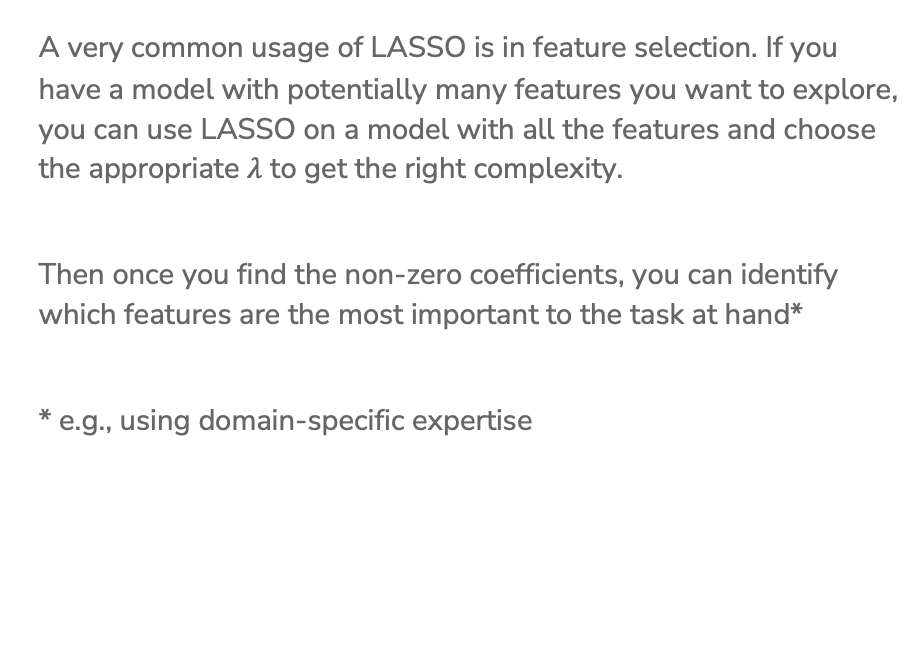 A very common usage of LASSO is in feature selection. If you
have a model with potentially many features you want to explore,
you can use LASSO on a model with all the features and choose
the appropriate 𝜆 to get the right complexity.
Then once you find the non-zero coefficients, you can identify
which features are the most important to the task at hand*
* e.g., using domain-specific expertise